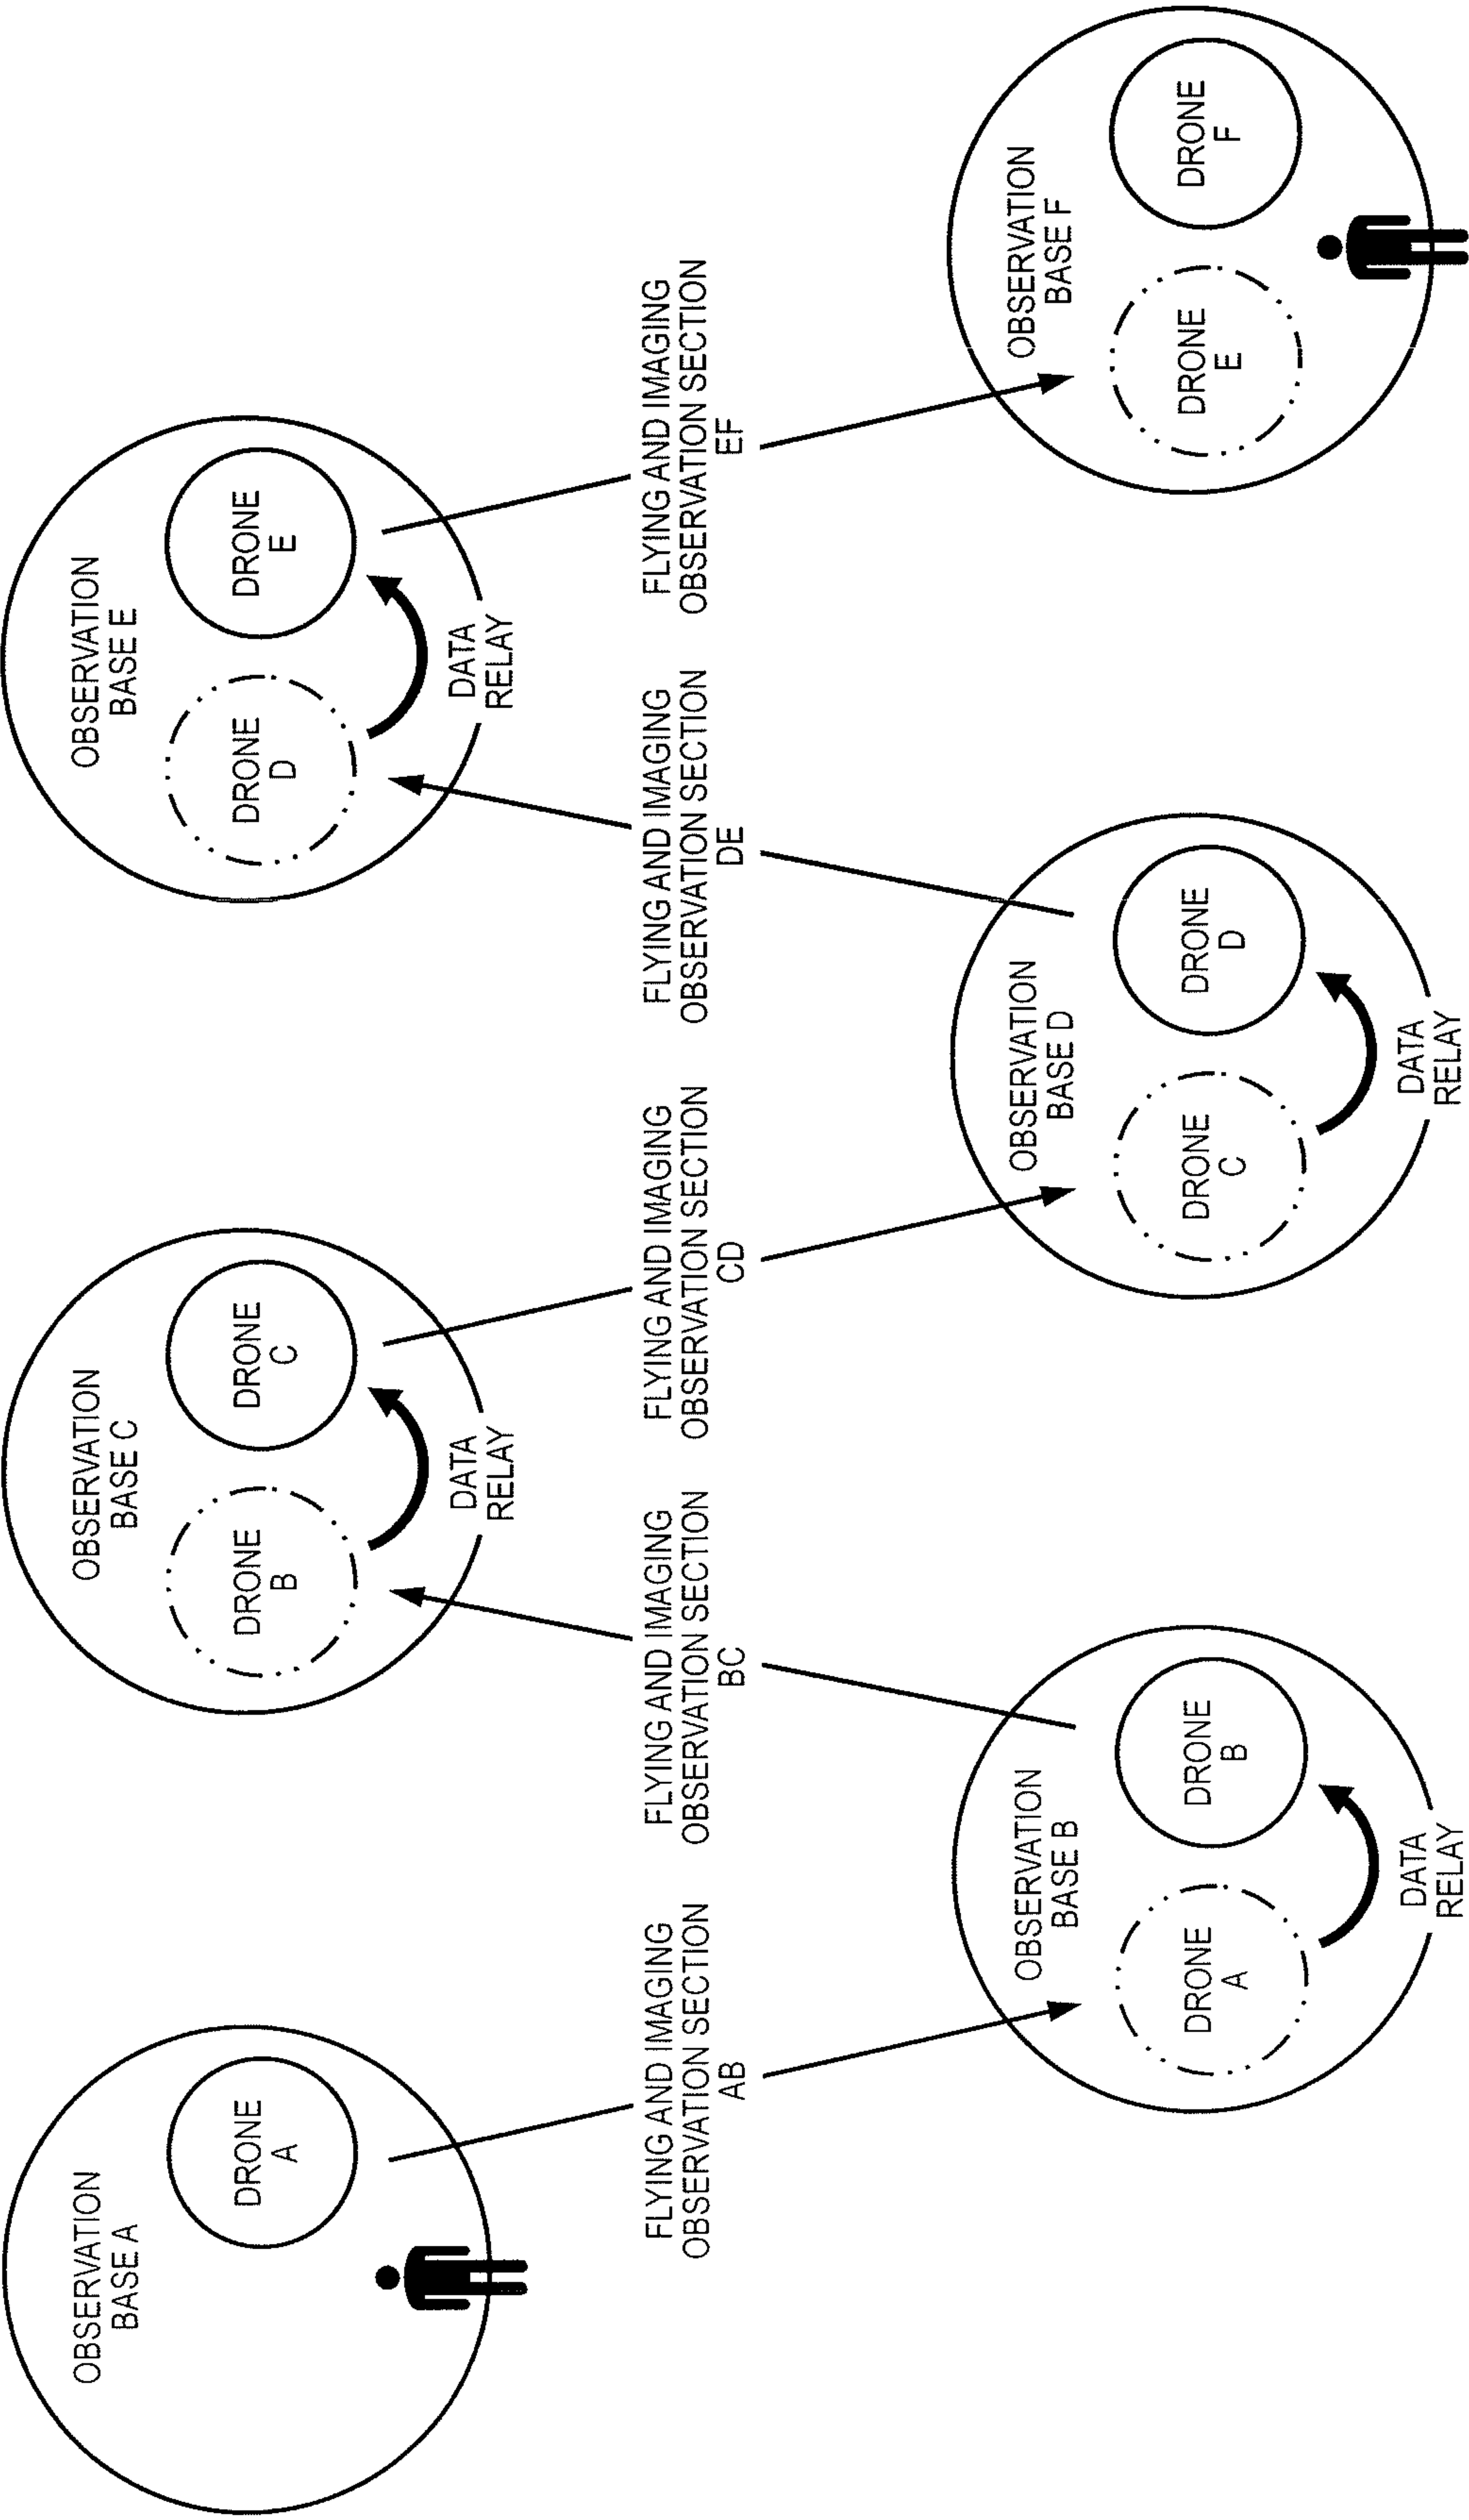 OBSERVATION
BASE A
DRONE
A
FLYING AND IMAGING
OBSERVATION SECTION
AB
OBSERVATION
BASE B
DRONE
A
DRONE
B
DATA
RELAY
FLYING AND IMAGING
OBSERVATION SECTION
BC
OBSERVATION
BASE C
DRONE
B
DRONE
C
DATA
RELAY
FLYING AND IMAGING
OBSERVATION SECTION
CD
OBSERVATION
BASE D
DRONE
C
DRONE
D
DATA
RELAY
FLYING AND IMAGING
OBSERVATION SECTION
DE
OBSERVATION
BASE E
DRONE
D
DRONE
E
DATA
RELAY
FLYING AND IMAGING
OBSERVATION SECTION
EF
OBSERVATION
BASE F
DRONE
E
DRONE
F